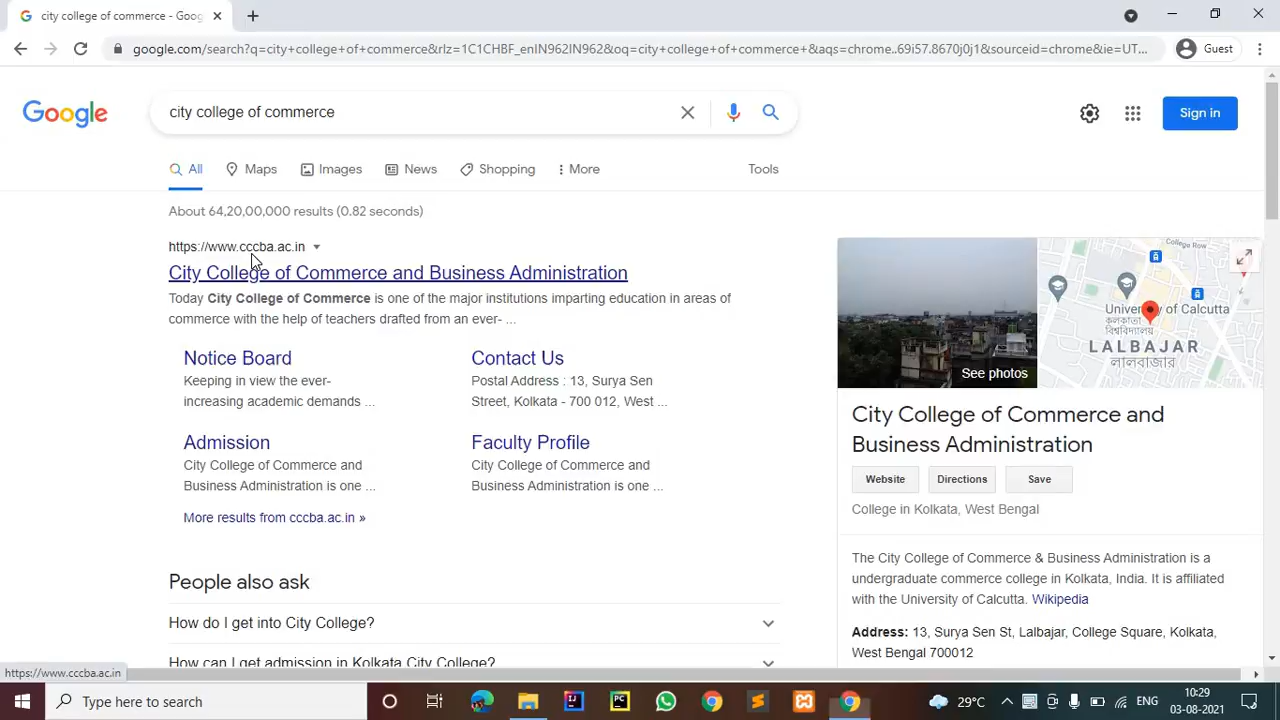 city college of commerce - Goog
google.com/search?q=city+college+of+commerce&rlz=1C1CHBF_enIN962IN962&oq=city+college+of+commerce+&aqs=chrome..69i57.8670j0j1&sourceid=chrome&ie=UT...
Guest
Google
city college of commerce
Sign in
All
Maps
Images
News
Shopping
More
Tools
About 64,20,00,000 results (0.82 seconds)
https://www.cccba.ac.in
City College of Commerce and Business Administration
Today City College of Commerce is one of the major institutions imparting education in areas of
commerce with the help of teachers drafted from an ever- ...
Notice Board
Keeping in view the ever-
increasing academic demands ...
Contact Us
Postal Address : 13, Surya Sen
Street, Kolkata - 700 012, West ...
Admission
City College of Commerce and
Business Administration is one ...
Faculty Profile
City College of Commerce and
Business Administration is one ...
More results from cccba.ac.in »
People also ask
How do I get into City College?
How can I get admission in Kolkata City College?
See photos
College Row
University of Calcutta
কলকাতা
বিশ্ববিদ্যালয়
LALBAJAR
লালবাজার
City College of Commerce and
Business Administration
Website
Directions
Save
College in Kolkata, West Bengal
The City College of Commerce & Business Administration is a
undergraduate commerce college in Kolkata, India. It is affiliated
with the University of Calcutta. Wikipedia
Address: 13, Surya Sen St, Lalbajar, College Square, Kolkata,
West Bengal 700012
https://www.cccba.ac.in
Type here to search
29°C
ENG
10:29
03-08-2021